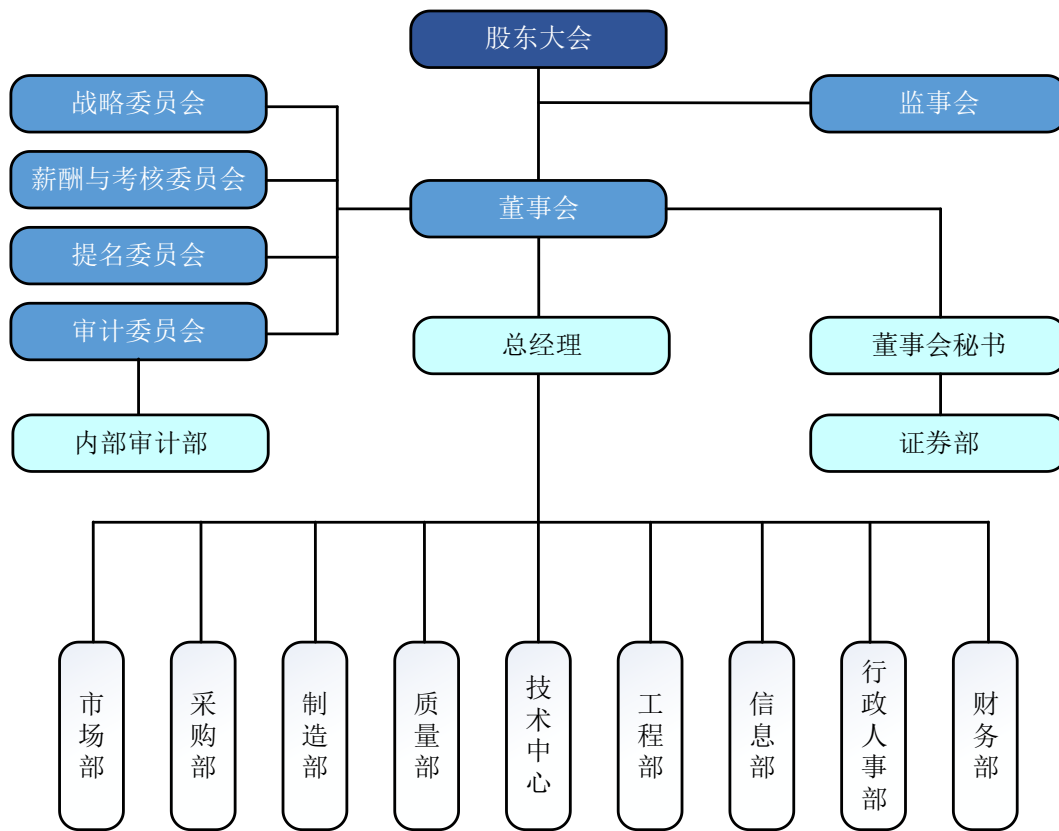 股东大会
战略委员会
监事会
薪酬与考核委员会
董事会
提名委员会
审计委员会
总经理
董事会秘书
内部审计部
证券部
市场部
采购部
制造部
质量部
技术中心
工程部
信息部
行政人事部
财务部